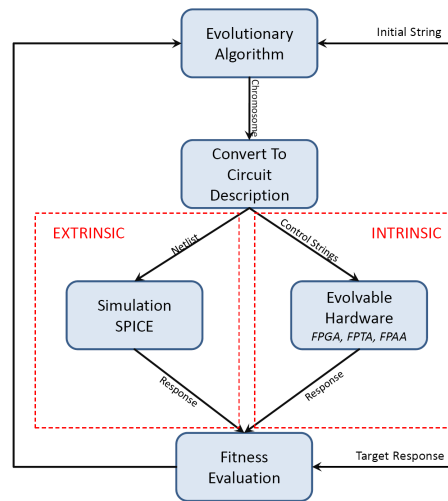 Evolutionary
Algorithm
Initial String
Chromosome
Convert To
Circuit
Description
EXTRINSIC
INTRINSIC
Netlist
Control Strings
Simulation
SPICE
Evolvable
Hardware
FPGA, FPTA, FPAA
Response
Response
Fitness
Evaluation
Target Response